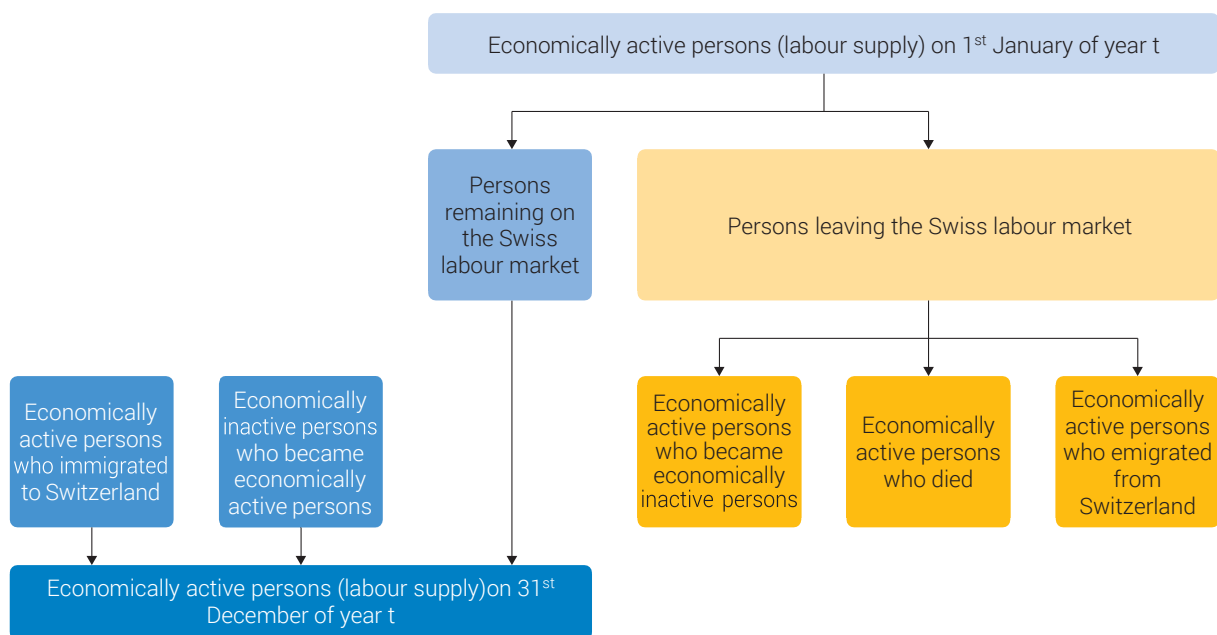 Economically active persons (labour supply) on 1st January of year t
Persons
remaining on
the Swiss
labour market
Persons leaving the Swiss labour market
Economically
active persons
who immigrated
to Switzerland
Economically
inactive persons
who became
economically
active persons
Economically
active persons
who became
economically
inactive persons
Economically
active persons
who died
Economically
active persons
who emigrated
from
Switzerland
Economically active persons (labour supply)on 31st
December of year t